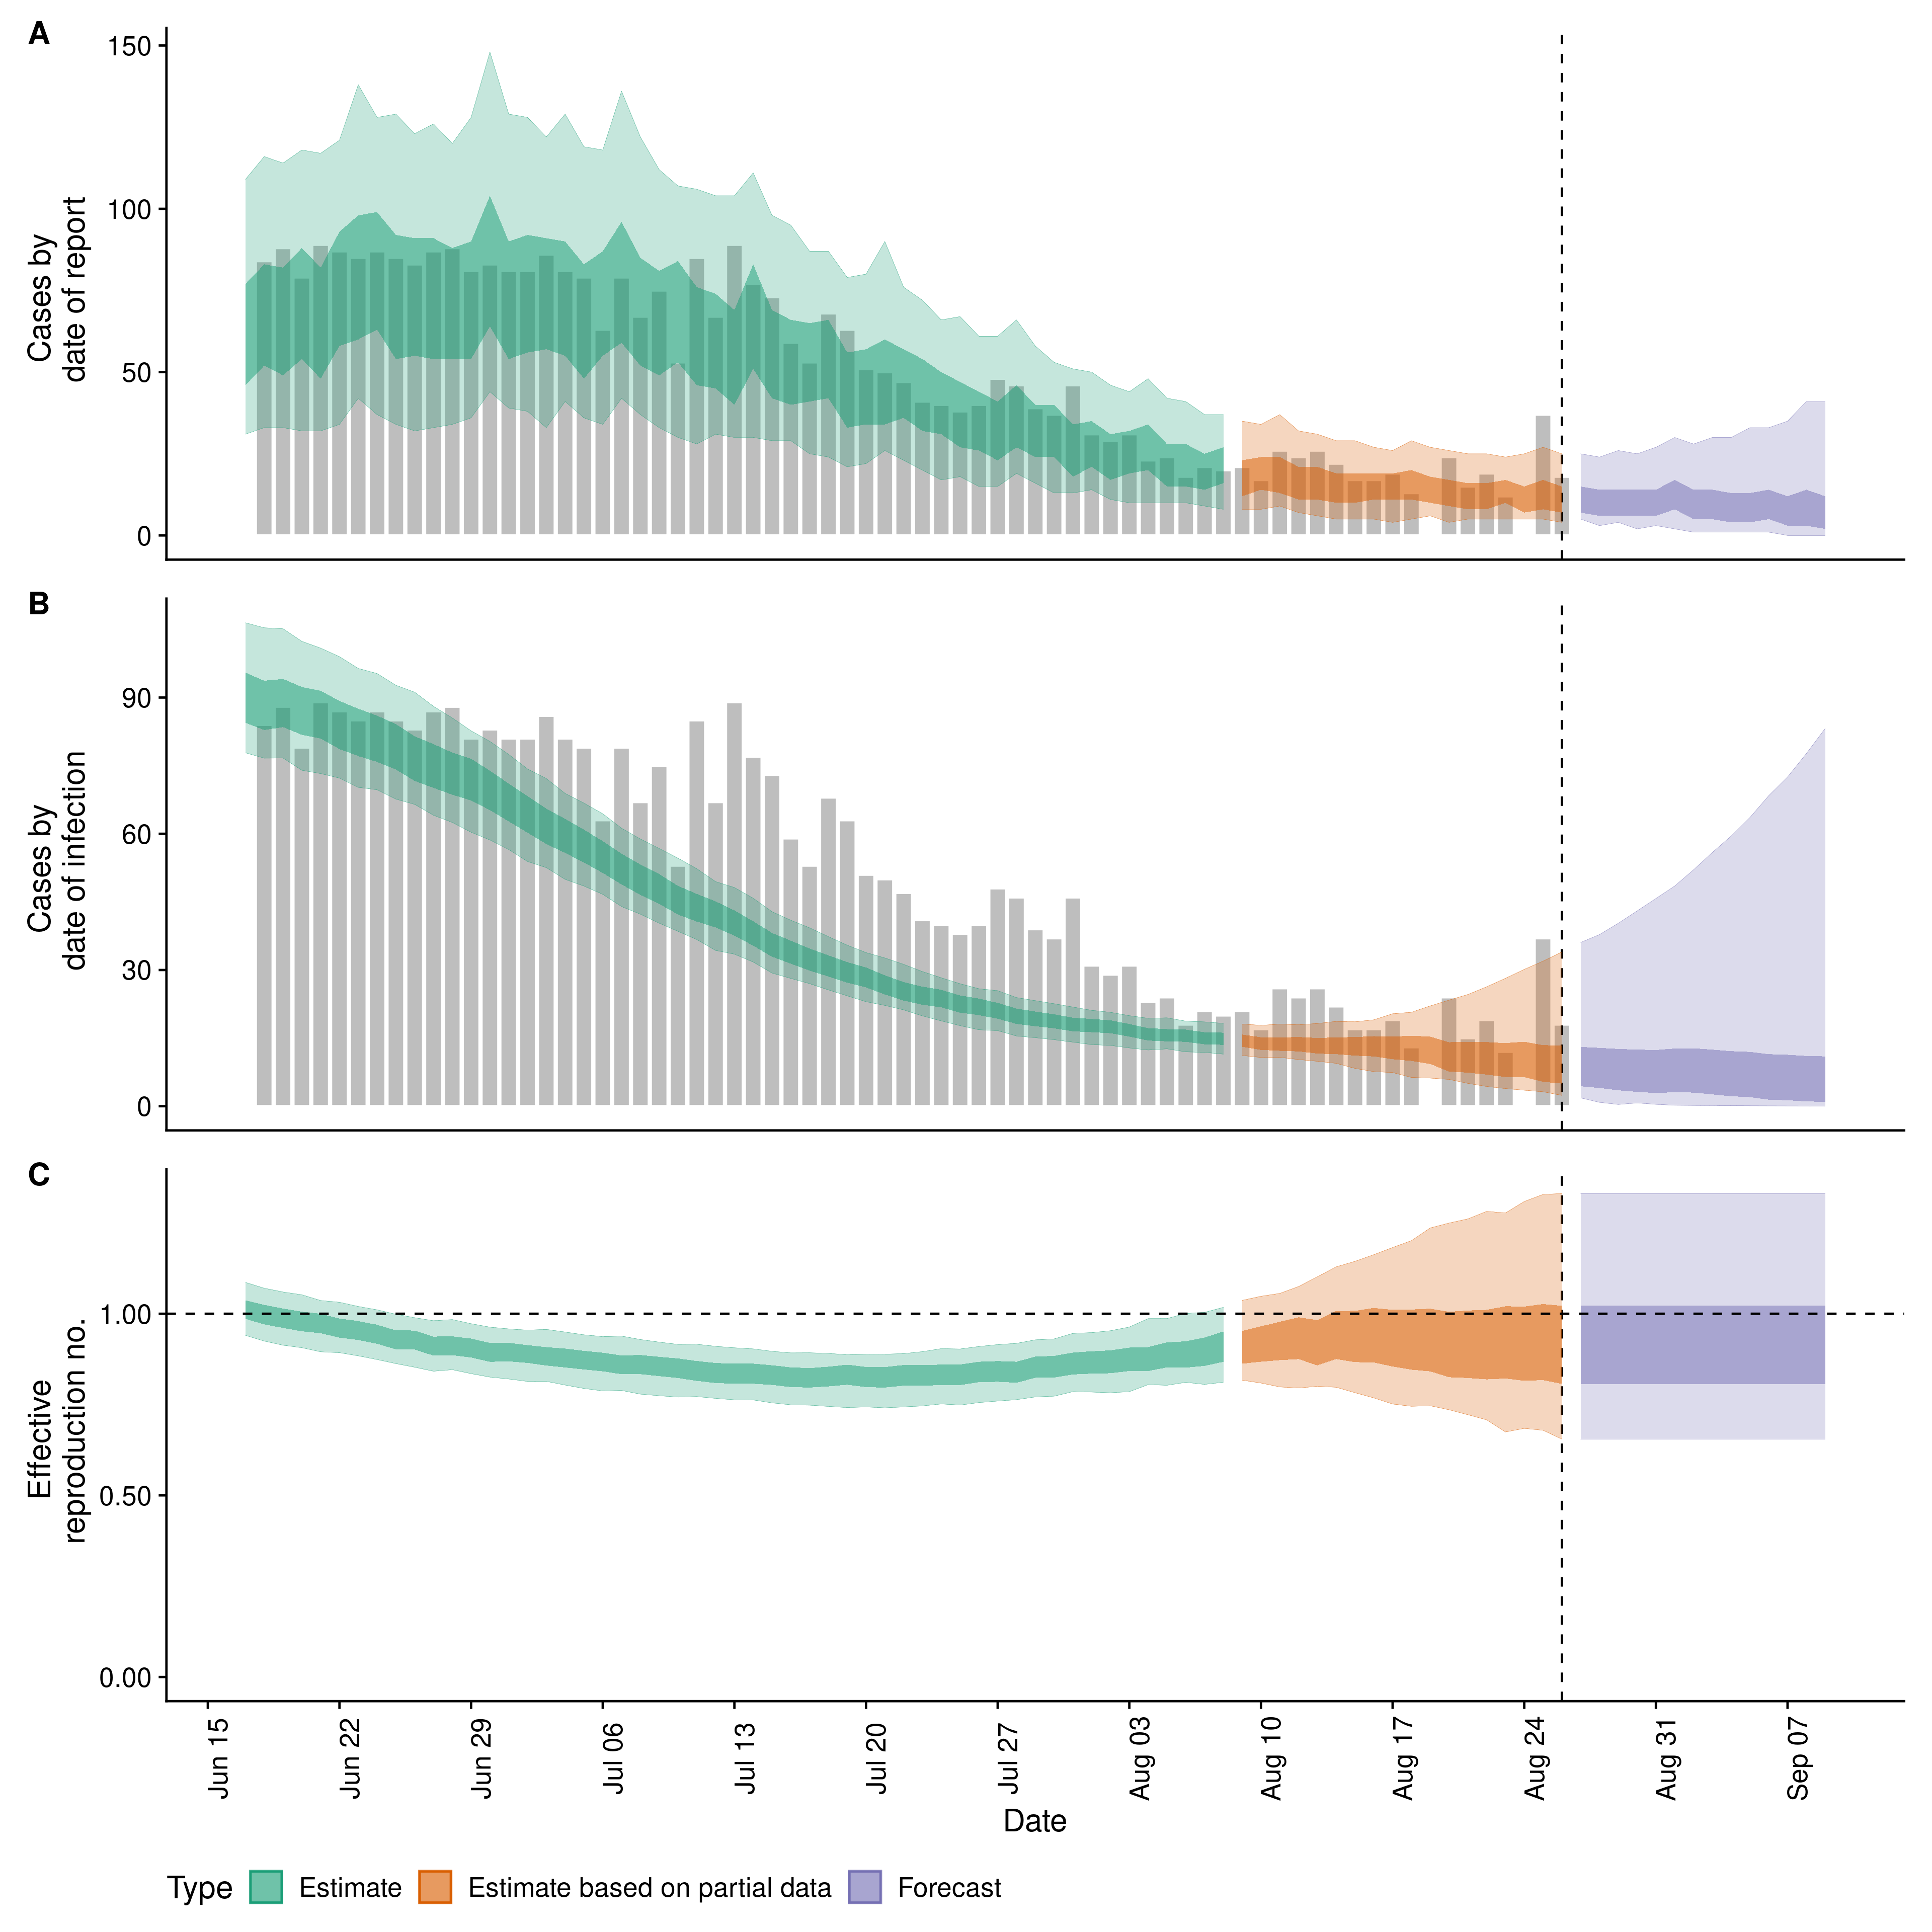 A
Cases by
date of report
150
100
50
0
B
Cases by
date of infection
90
60
30
0
C
Effective
reproduction no.
1.00
0.50
0.00
Jun 15
Jun 22
Jun 29
Jul 06
Jul 13
Jul 20
Jul 27
Aug 03
Aug 10
Aug 17
Aug 24
Aug 31
Sep 07
Date
Type Estimate Estimate based on partial data Forecast